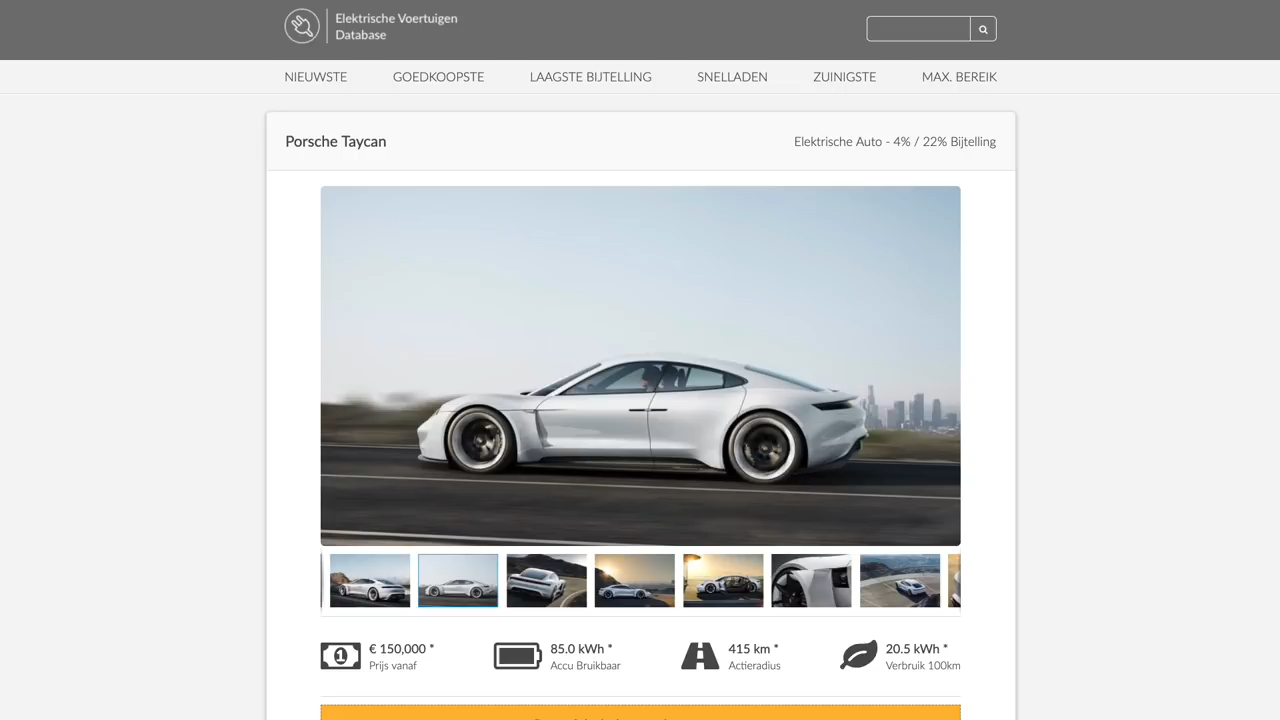 Elektrische Voertuigen
Database
NIEUWSTE GOEDKOOPSTE LAAGSTE BIJTELLING SNELLADEN ZUINIGSTE MAX. BEREIK
Porsche Taycan
Elektrische Auto - 4% / 22% Bijtelling
€ 150,000 *
Prijs vanaf
85.0 kWh *
Accu Bruikbaar
415 km *
Actieradius
20.5 kWh *
Verbruik 100km